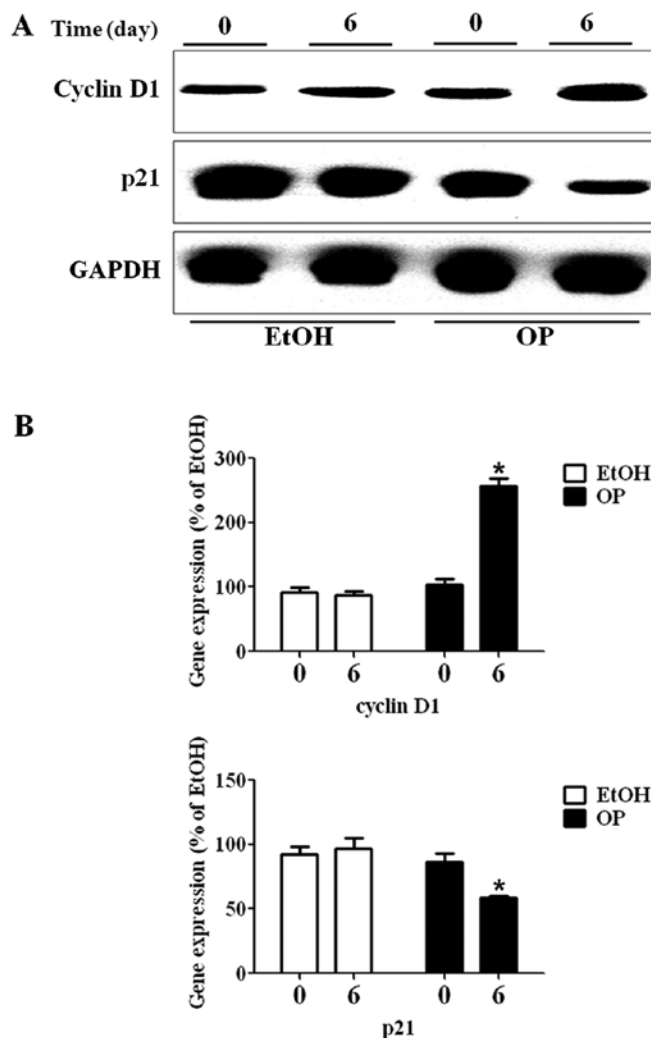 A Time (day) 0 6 0 6
Cyclin D1
p21
GAPDH
EtOH OP
B
Gene expression (% of EtOH)
300
200
100
0
0 6 0 6
cyclin D1
*
EtOH
OP
Gene expression (% of EtOH)
150
100
50
0
0 6 0 6
p21
*
EtOH
OP